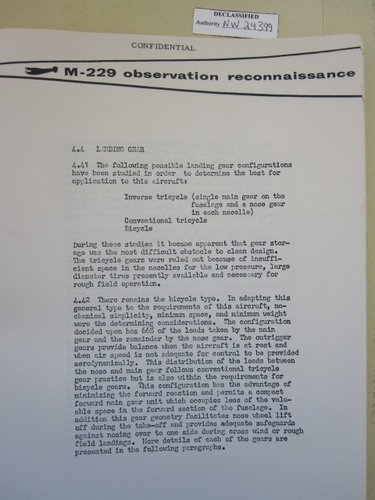 DECLASSIFIED
Authority NW 24399
CONFIDENTIAL
M-229 observation reconnaissance
4.4 LANDING GEAR
4.41 The following possible landing gear configurations
have been studied in order to determine the best for
application to this aircraft:
Inverse tricycle (single main gear on the
fuselage and a nose gear
in each nacelle)
Conventional tricycle
Bicycle
During these studies it became apparent that gear stor-
age was the most difficult obstacle to clean design.
The tricycle gears were ruled out because of insuffi-
cient space in the nacelles for the low pressure, large
diameter tires presently available and necessary for
rough field operation.
4.42 There remains the bicycle type. In adapting this
general type to the requirements of this aircraft, me-
chanical simplicity, minimum space, and minimum weight
were the determining considerations. The configuration
decided upon has 66% of the loads taken by the main
gear and the remainder by the nose gear. The outrigger
gears provide balance when the aircraft is at rest and
when air speed is not adequate for control to be provided
aerodynamically. This distribution of the loads between
the nose and main gear follows conventional tricycle
gear practice but is also within the requirements for
bicycle gears. This configuration has the advantage of
minimizing the forward reaction and permits a compact
forward main gear unit which occupies less of the valu-
able space in the forward section of the fuselage. In
addition this gear geometry facilitates nose wheel lift
off during the take-off and provides adequate safeguards
against nosing over to one side during cross wind or rough
field landings. More details of each of the gears are
presented in the following paragraphs.